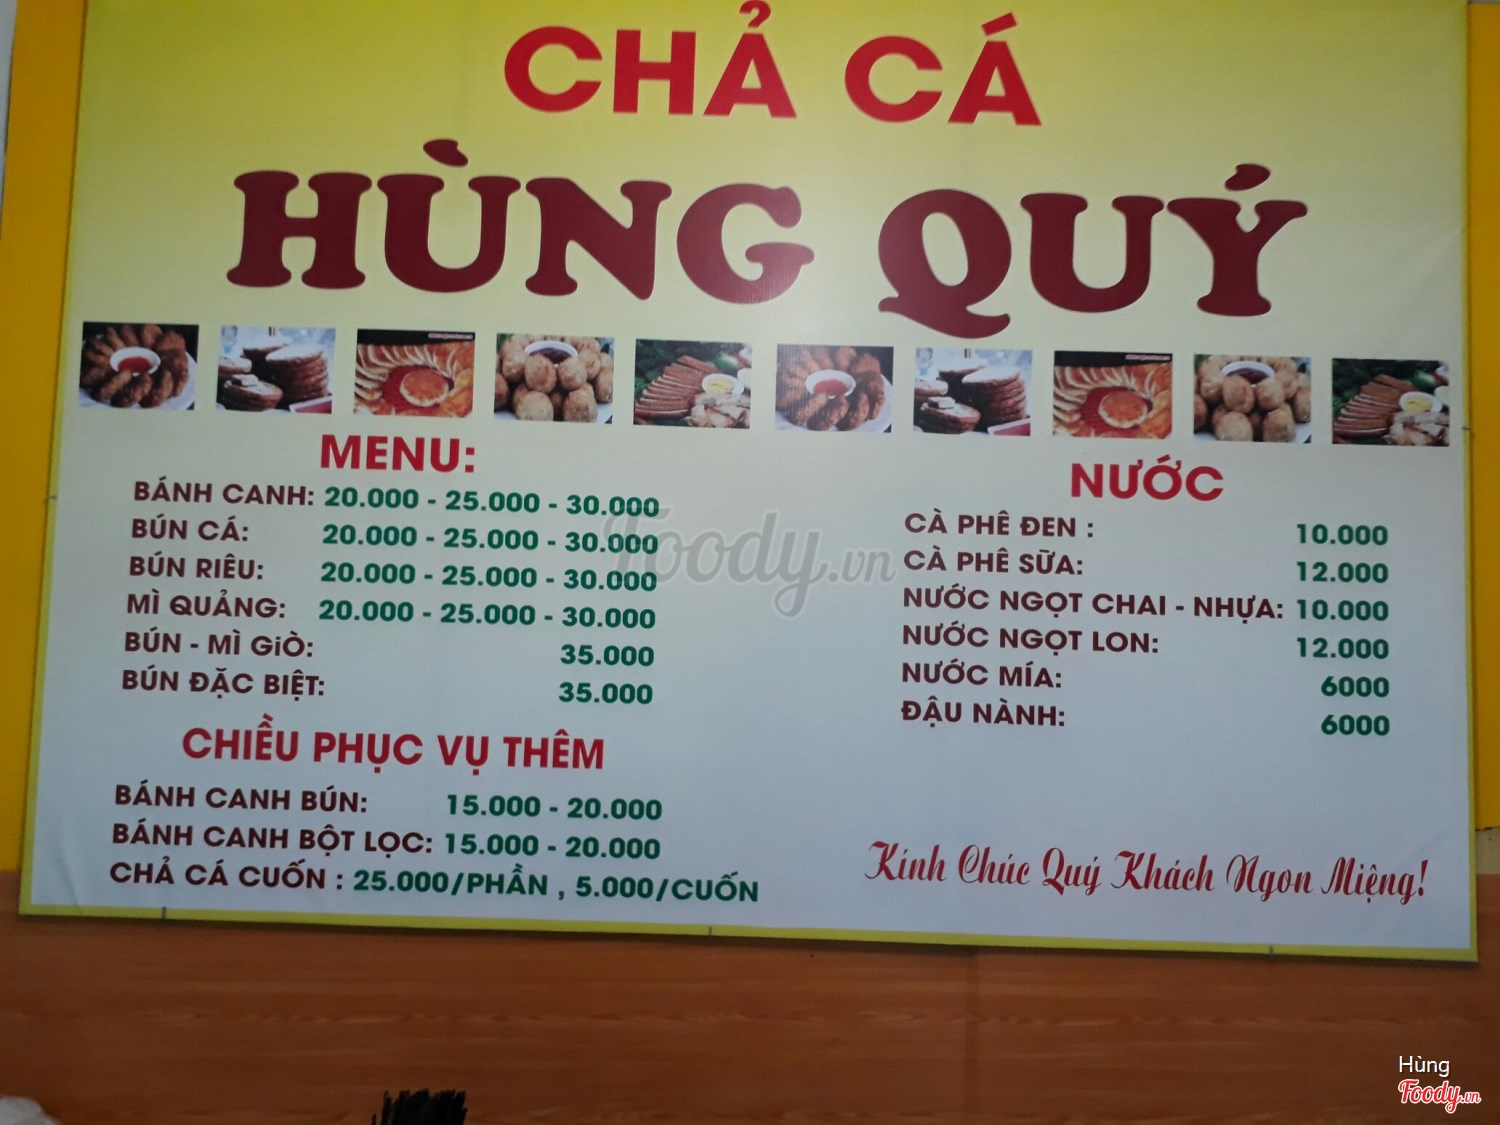 CHẢ CÁ
HÙNG QUÝ
MENU:
BÁNH CANH: 20.000 - 25.000 - 30.000
BÚN CÁ: 20.000 - 25.000 - 30.000
BÚN RIÊU: 20.000 - 25.000 - 30.000
MÌ QUẢNG: 20.000 - 25.000 - 30.000
BÚN - MÌ GiÒ: 35.000
BÚN ĐẶC BIỆT: 35.000
CHIỀU PHỤC VỤ THÊM
BÁNH CANH BÚN: 15.000 - 20.000
BÁNH CANH BỘT LỌC: 15.000 - 20.000
CHẢ CÁ CUỐN : 25.000/PHẦN , 5.000/CUỐN
NƯỚC
CÀ PHÊ ĐEN : 10.000
CÀ PHÊ SỮA: 12.000
NƯỚC NGỌT CHAI - NHỰA: 10.000
NƯỚC NGỌT LON: 12.000
NƯỚC MÍA: 6000
ĐẬU NÀNH: 6000
Kính Chúc Quý Khách Ngon Miệng!
Foody.vn
Hùng
Foody.vn